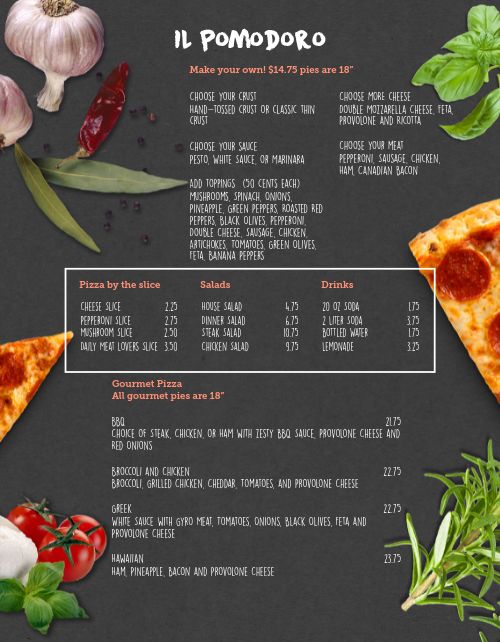 IL POMODORO
Make your own! $14.75 pies are 18”
CHOOSE YOUR CRUST
HAND-TOSSED CRUST OR CLASSIC THIN
CRUST
CHOOSE YOUR SAUCE
PESTO, WHITE SAUCE, OR MARINARA
ADD TOPPINGS (50 CENTS EACH)
MUSHROOMS, SPINACH, ONIONS,
PINEAPPLE, GREEN PEPPERS, ROASTED RED
PEPPERS, BLACK OLIVES, PEPPERONI,
DOUBLE CHEESE, SAUSAGE, CHICKEN,
ARTICHOKES, TOMATOES, GREEN OLIVES,
FETA, BANANA PEPPERS
CHOOSE MORE CHEESE
DOUBLE MOZZARELLA CHEESE, FETA,
PROVOLONE AND RICOTTA
CHOOSE YOUR MEAT
PEPPERONI, SAUSAGE, CHICKEN,
HAM, CANADIAN BACON
Pizza by the slice
CHEESE SLICE 2.25
PEPPERONI SLICE 2.75
MUSHROOM SLICE 2.50
DAILY MEAT LOVERS SLICE 3.50
Salads
HOUSE SALAD 4.75
DINNER SALAD 6.75
STEAK SALAD 10.75
CHICKEN SALAD 9.75
Drinks
20 OZ SODA 1.75
2 LITER SODA 3.75
BOTTLED WATER 1.75
LEMONADE 3.25
Gourmet Pizza
All gourmet pies are 18”
BBQ 21.75
CHOICE OF STEAK, CHICKEN, OR HAM WITH ZESTY BBQ SAUCE, PROVOLONE CHEESE AND
RED ONIONS
BROCCOLI AND CHICKEN 22.75
BROCCOLI, GRILLED CHICKEN, CHEDDAR, TOMATOES, AND PROVOLONE CHEESE
GREEK 22.75
WHITE SAUCE WITH GYRO MEAT, TOMATOES, ONIONS, BLACK OLIVES, FETA AND
PROVOLONE CHEESE
HAWAIIAN 23.75
HAM, PINEAPPLE, BACON AND PROVOLONE CHEESE